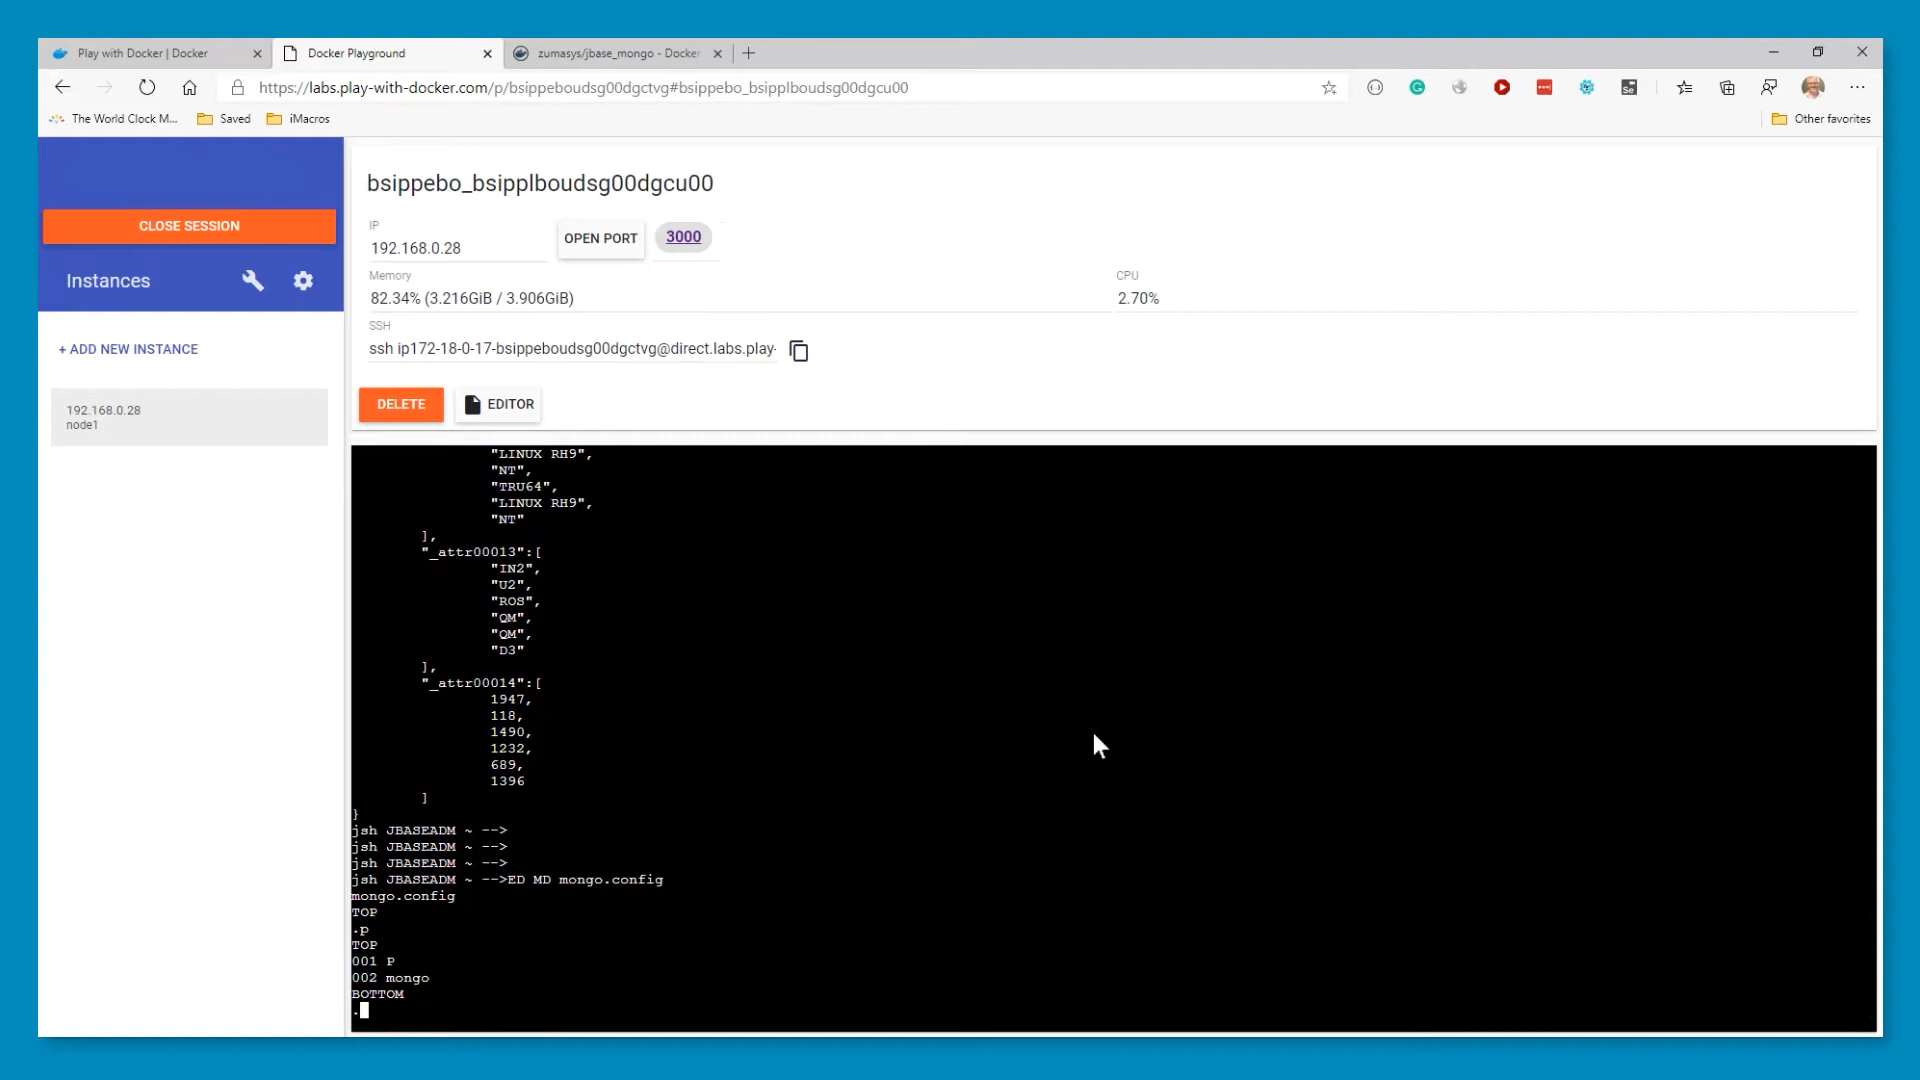 Play with Docker | Docker
Docker Playground
zumasys/jbase_mongo - Docker
https://labs.play-with-docker.com/p/bsippeboudsg00dgctvg#bsippebo_bsipplboudsg00dgcu00
The World Clock M...
Saved
iMacros
Other favorites
CLOSE SESSION
Instances
+ ADD NEW INSTANCE
192.168.0.28
node1
bsippebo_bsipplboudsg00dgcu00
IP
192.168.0.28
OPEN PORT
3000
Memory
82.34% (3.216GiB / 3.906GiB)
CPU
2.70%
SSH
ssh ip172-18-0-17-bsippeboudsg00dgctvg@direct.labs.play-
DELETE
EDITOR
"LINUX RH9",
"NT",
"TRU64",
"LINUX RH9",
"NT"
],
"_attr00013":[
"IN2",
"U2",
"ROS",
"QM",
"QM",
"D3"
],
"_attr00014":[
1947,
118,
1490,
1232,
689,
1396
]
}
jsh JBASEADM ~ -->
jsh JBASEADM ~ -->
jsh JBASEADM ~ -->
jsh JBASEADM ~ -->ED MD mongo.config
mongo.config
TOP
.p
TOP
001 P
002 mongo
BOTTOM
.